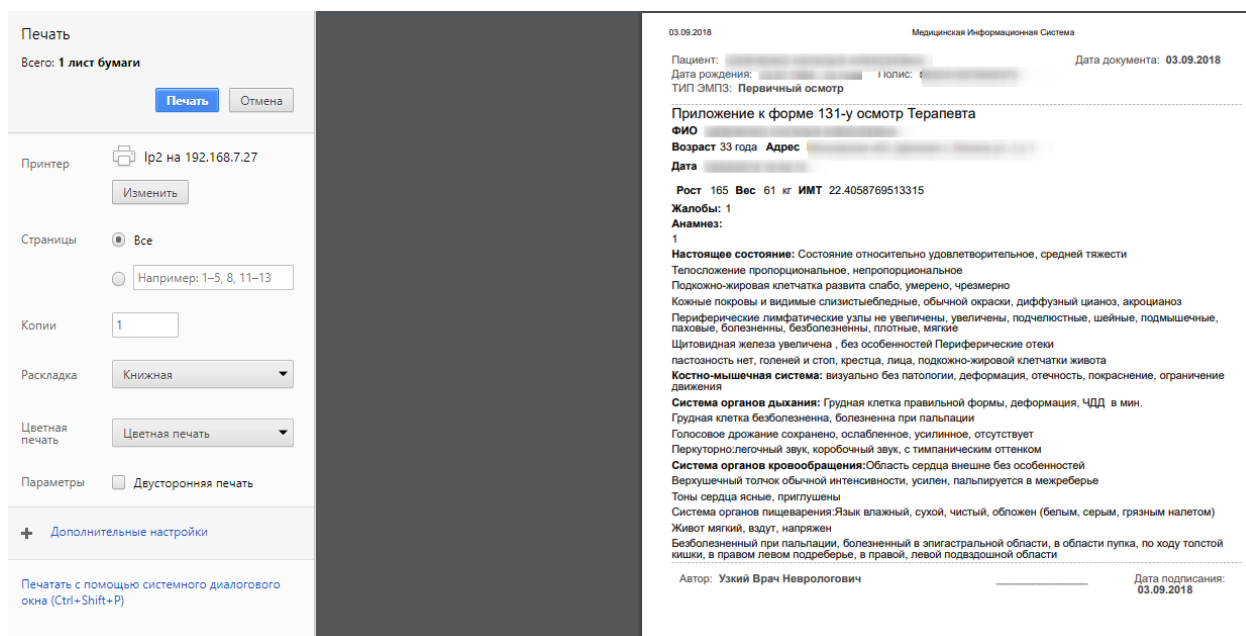 Печать
Всего: 1 лист бумаги
Печать
Отмена
Принтер
lp2 на 192.168.7.27
Изменить
Страницы
Все
Например: 1–5, 8, 11–13
Копии
1
Раскладка
Книжная
Цветная печать
Цветная печать
Параметры
Двусторонняя печать
Дополнительные настройки
Печатать с помощью системного диалогового
окна (Ctrl+Shift+P)
03.09.2018 Медицинская Информационная Система
Пациент: Дата документа: 03.09.2018
Дата рождения: Полис:
ТИП ЭМПЗ: Первичный осмотр
Приложение к форме 131-у осмотр Терапевта
ФИО
Возраст 33 года Адрес
Дата
Рост 165 Вес 61 кг ИМТ 22.4058769513315
Жалобы: 1
Анамнез:
1
Настоящее состояние: Состояние относительно удовлетворительное, средней тяжести
Телосложение пропорциональное, непропорциональное
Подкожно-жировая клетчатка развита слабо, умерено, чрезмерно
Кожные покровы и видимые слизистыебледные, обычной окраски, диффузный цианоз, акроцианоз
Периферические лимфатические узлы не увеличены, увеличены, подчелюстные, шейные, подмышечные,
паховые, болезненны, безболезненны, плотные, мягкие
Щитовидная железа увеличена , без особенностей Периферические отеки
пастозность нет, голеней и стоп, крестца, лица, подкожно-жировой клетчатки живота
Костно-мышечная система: визуально без патологии, деформация, отечность, покраснение, ограничение
движения
Система органов дыхания: Грудная клетка правильной формы, деформация, ЧДД в мин.
Грудная клетка безболезненна, болезненна при пальпации
Голосовое дрожание сохранено, ослабленное, усилинное, отсутствует
Перкуторно:легочный звук, коробочный звук, с тимпаническим оттенком
Система органов кровообращения:Область сердца внешне без особенностей
Верхушечный толчок обычной интенсивности, усилен, пальпируется в межреберье
Тоны сердца ясные, приглушены
Система органов пищеварения:Язык влажный, сухой, чистый, обложен (белым, серым, грязным налетом)
Живот мягкий, вздут, напряжен
Безболезненный при пальпации, болезненный в эпигастральной области, в области пупка, по ходу толстой
кишки, в правом левом подреберье, в правой, левой подвздошной области
Автор: Узкий Врач Неврологович Дата подписания:
03.09.2018